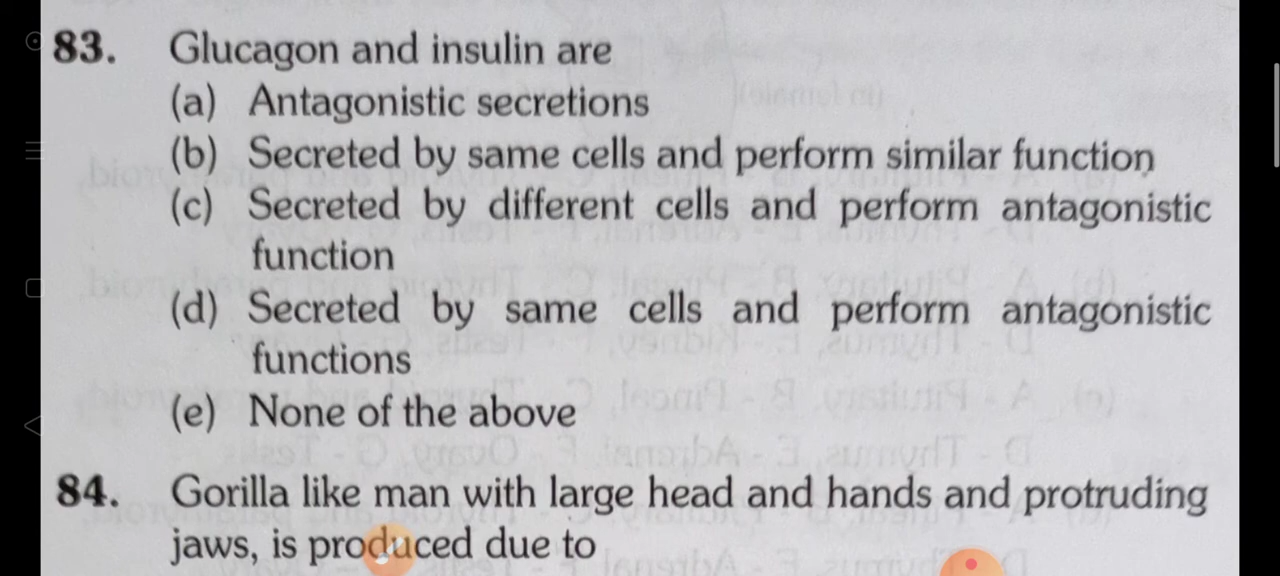 83. Glucagon and insulin are
(a) Antagonistic secretions
(b) Secreted by same cells and perform similar function
(c) Secreted by different cells and perform antagonistic
function
(d) Secreted by same cells and perform antagonistic
functions
(e) None of the above
84. Gorilla like man with large head and hands and protruding
jaws, is produced due to